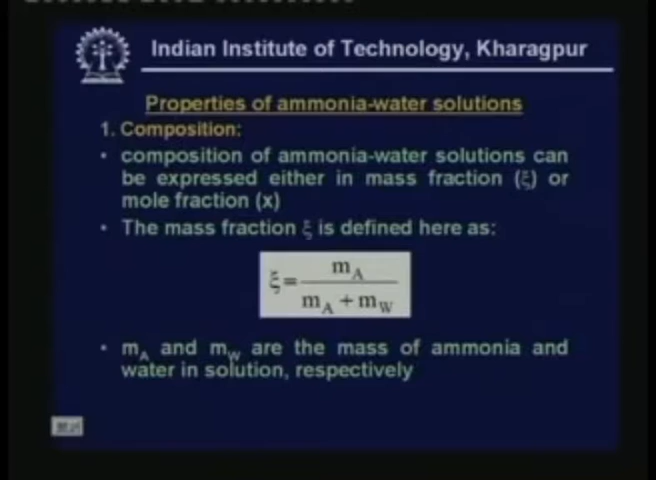 Indian Institute of Technology, Kharagpur
Properties of ammonia-water solutions
1. Composition:
• composition of ammonia-water solutions can
be expressed either in mass fraction (ξ) or
mole fraction (x)
• The mass fraction ξ is defined here as:
ξ = m_A / (m_A + m_W)
• m_A and m_w are the mass of ammonia and
water in solution, respectively